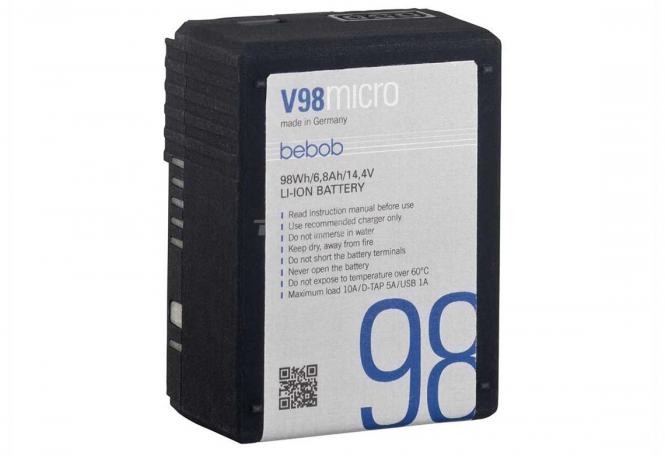 V98micro
made in Germany
bebob
98Wh/6,8Ah/14,4V
LI-ION BATTERY
Read instruction manual before use
Use recommended charger only
Do not immerse in water
Keep dry, away from fire
Do not short the battery terminals
Never open the battery
Do not expose to temperature over 60°C
Maximum load 10A/D-TAP 5A/USB 1A
98